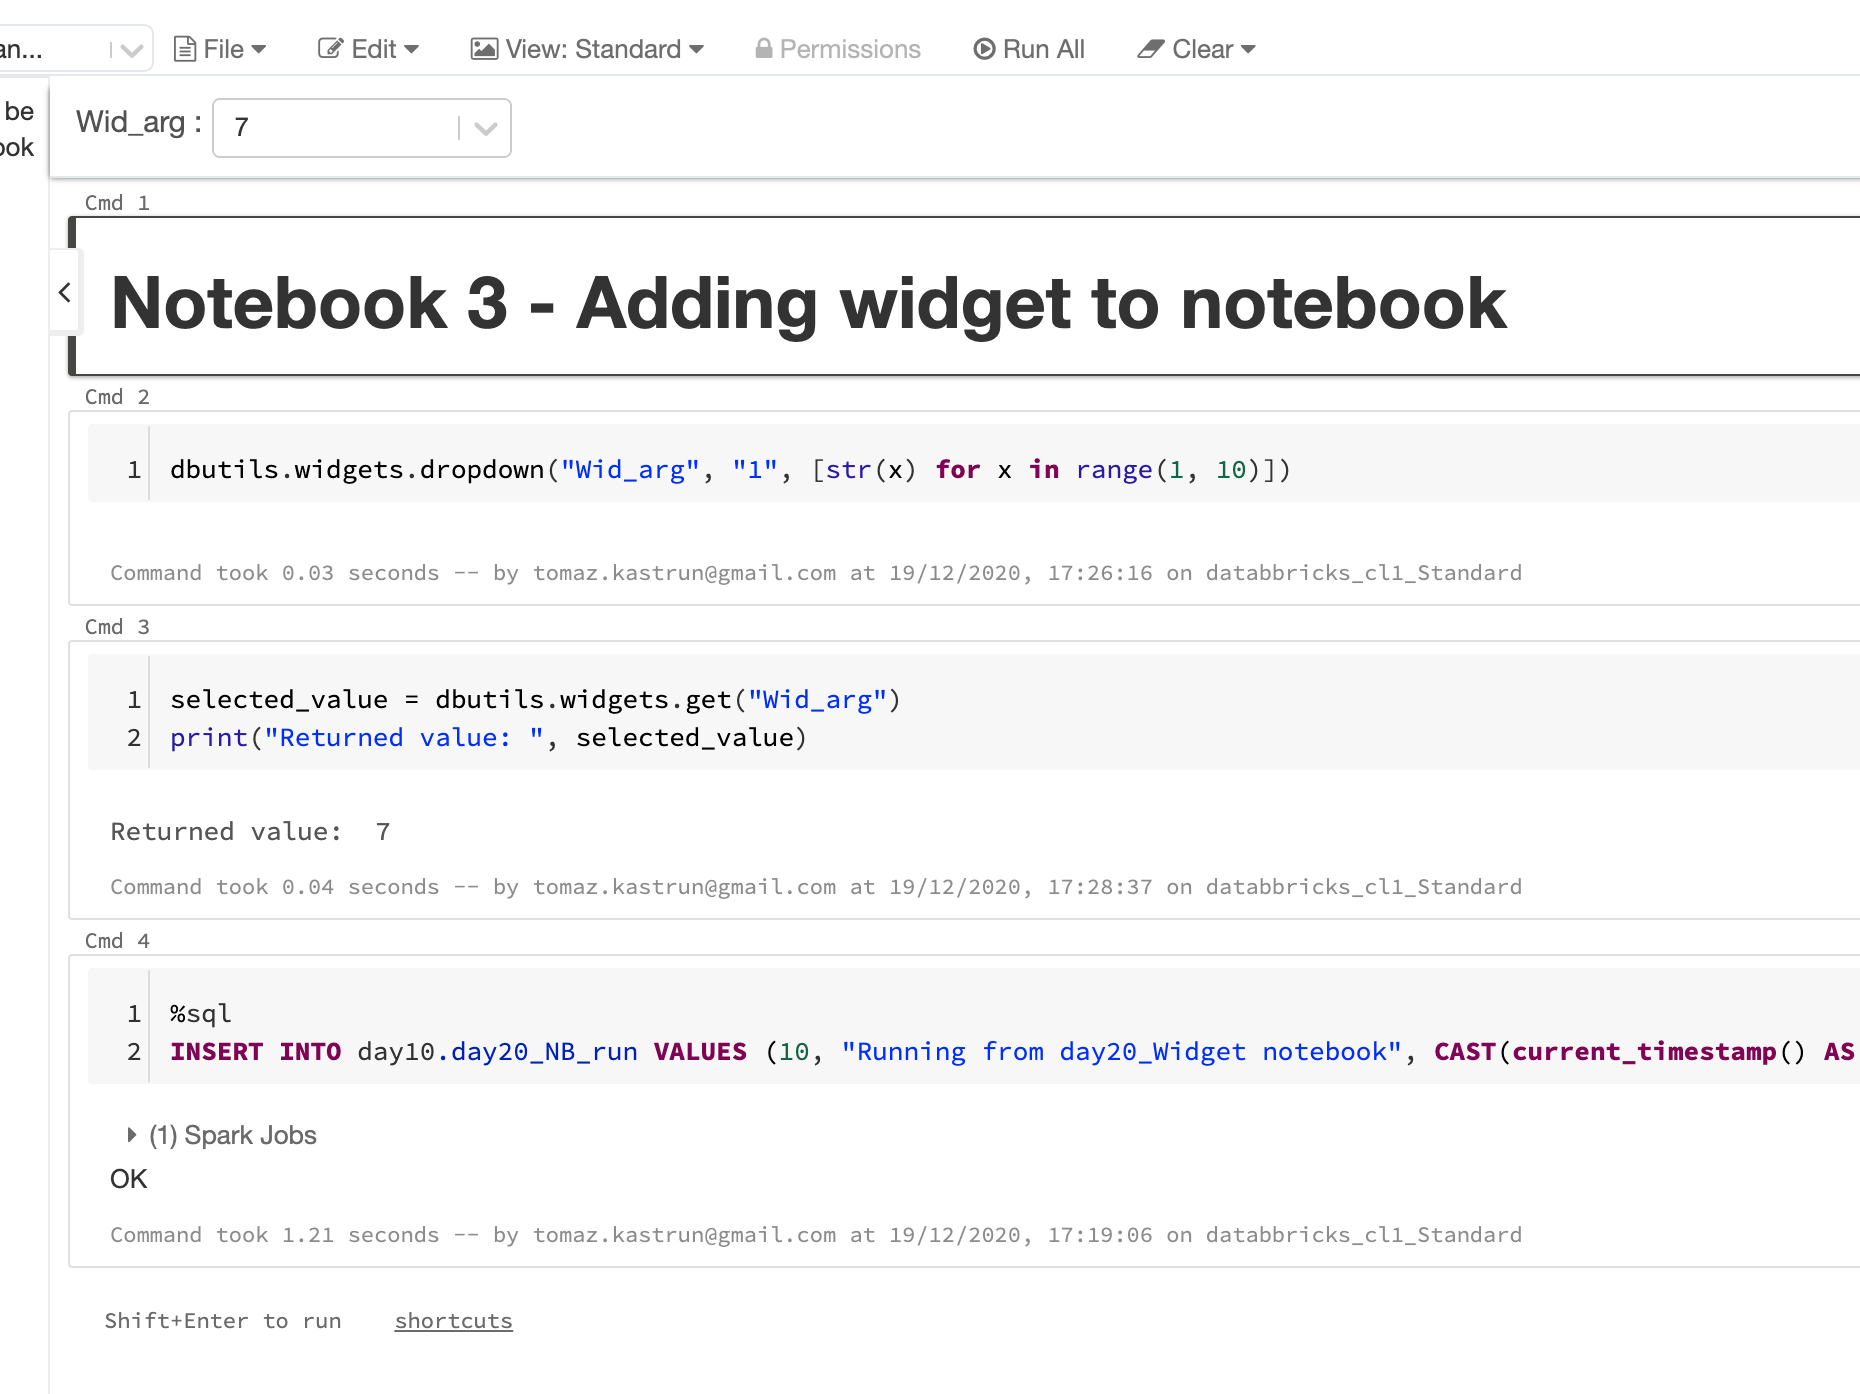 an...
File
Edit
View: Standard
Permissions
Run All
Clear
be
ook
Wid_arg :
7
Cmd 1
Notebook 3 - Adding widget to notebook
Cmd 2
1 dbutils.widgets.dropdown("Wid_arg", "1", [str(x) for x in range(1, 10)])
Command took 0.03 seconds -- by tomaz.kastrun@gmail.com at 19/12/2020, 17:26:16 on databbricks_cl1_Standard
Cmd 3
1 selected_value = dbutils.widgets.get("Wid_arg")
2 print("Returned value: ", selected_value)
Returned value:  7
Command took 0.04 seconds -- by tomaz.kastrun@gmail.com at 19/12/2020, 17:28:37 on databbricks_cl1_Standard
Cmd 4
1 %sql
2 INSERT INTO day10.day20_NB_run VALUES (10, "Running from day20_Widget notebook", CAST(current_timestamp() AS
(1) Spark Jobs
OK
Command took 1.21 seconds -- by tomaz.kastrun@gmail.com at 19/12/2020, 17:19:06 on databbricks_cl1_Standard
Shift+Enter to run shortcuts